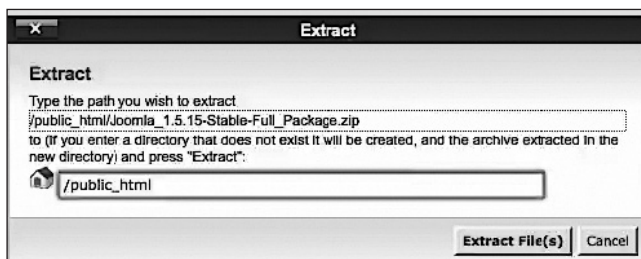 X Extract
Extract
Type the path you wish to extract
/public_html/Joomla_1.5.15-Stable-Full_Package.zip
to (if you enter a directory that does not exist it will be created, and the archive extracted in the
new directory) and press "Extract":
/public_html
Extract File(s) Cancel